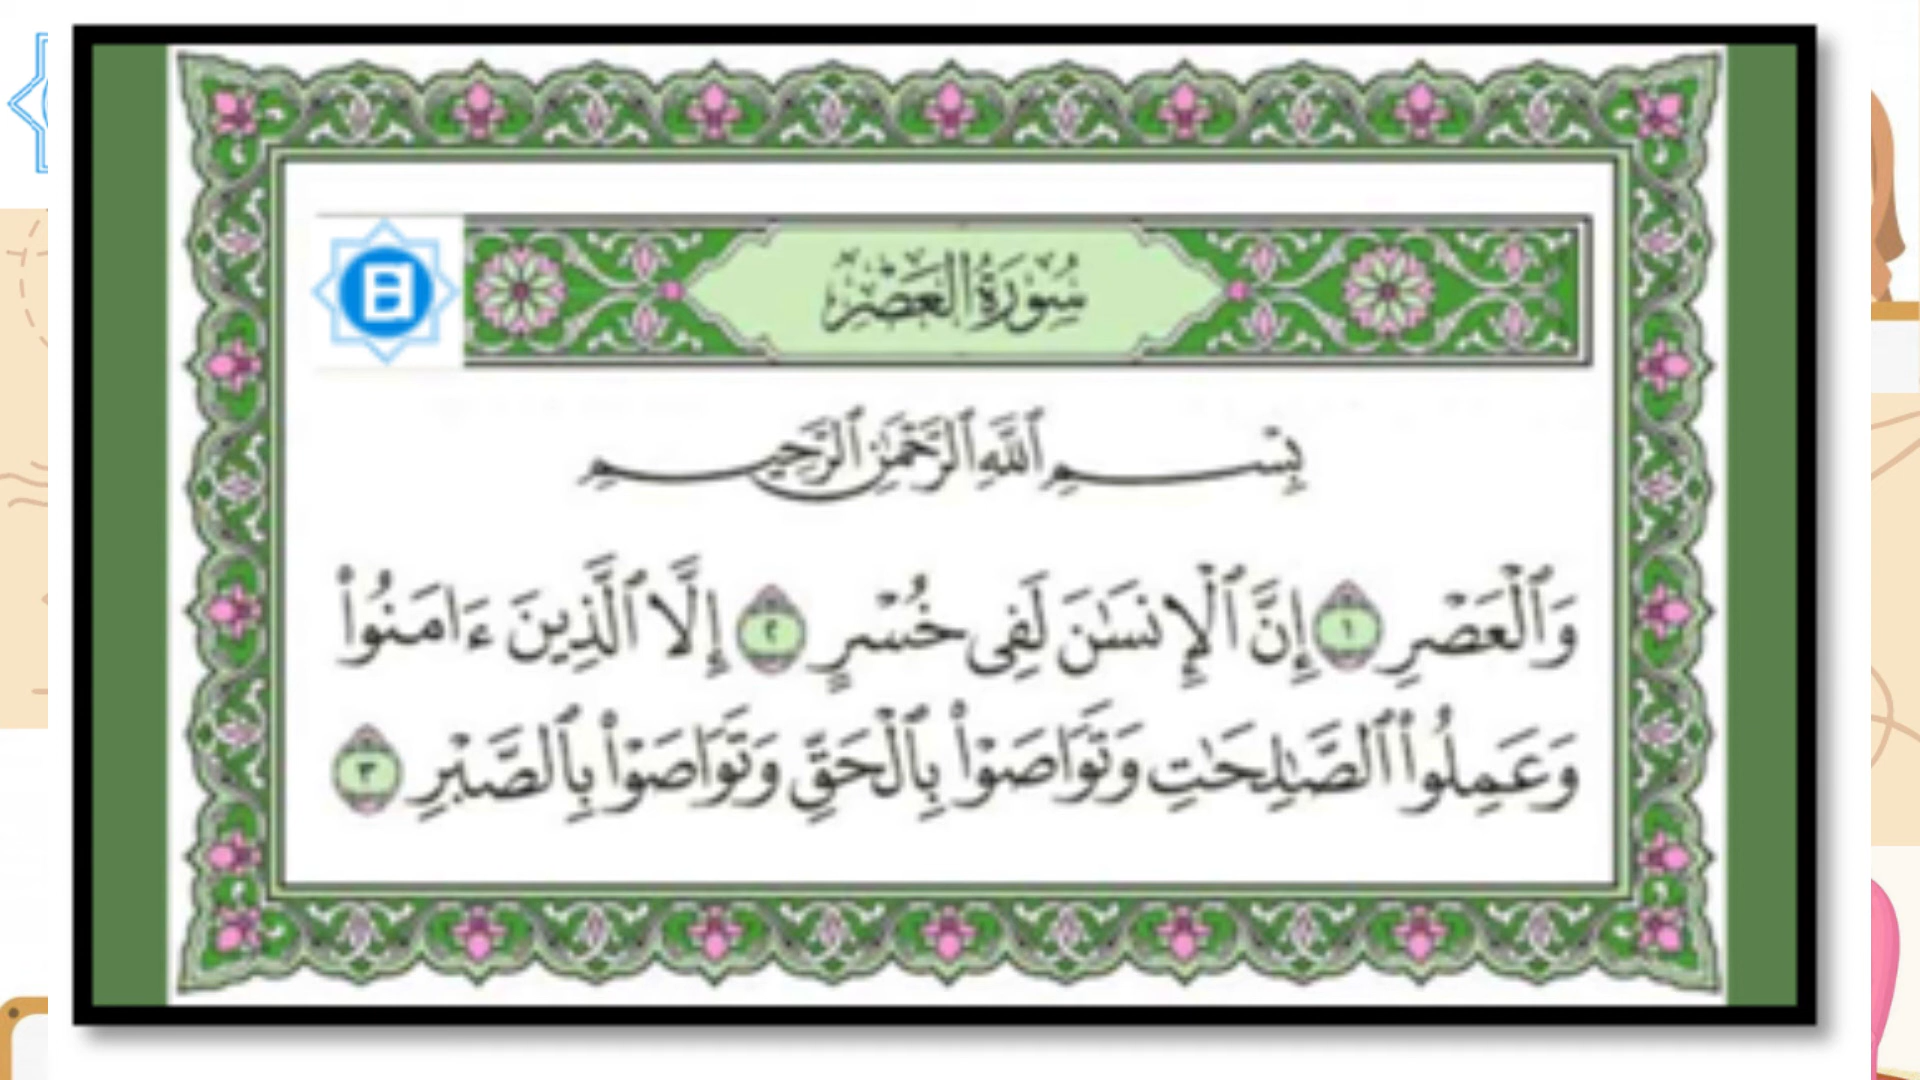 سُورَةُ العَصْرِ
بِسْمِ ٱللَّهِ ٱلرَّحْمَٰنِ ٱلرَّحِيمِ
وَٱلْعَصْرِ ١ إِنَّ ٱلْإِنسَٰنَ لَفِى خُسْرٍ ٢ إِلَّا ٱلَّذِينَ ءَامَنُوا۟
وَعَمِلُوا۟ ٱلصَّٰلِحَٰتِ وَتَوَاصَوْا۟ بِٱلْحَقِّ وَتَوَاصَوْا۟ بِٱلصَّبْرِ ٣